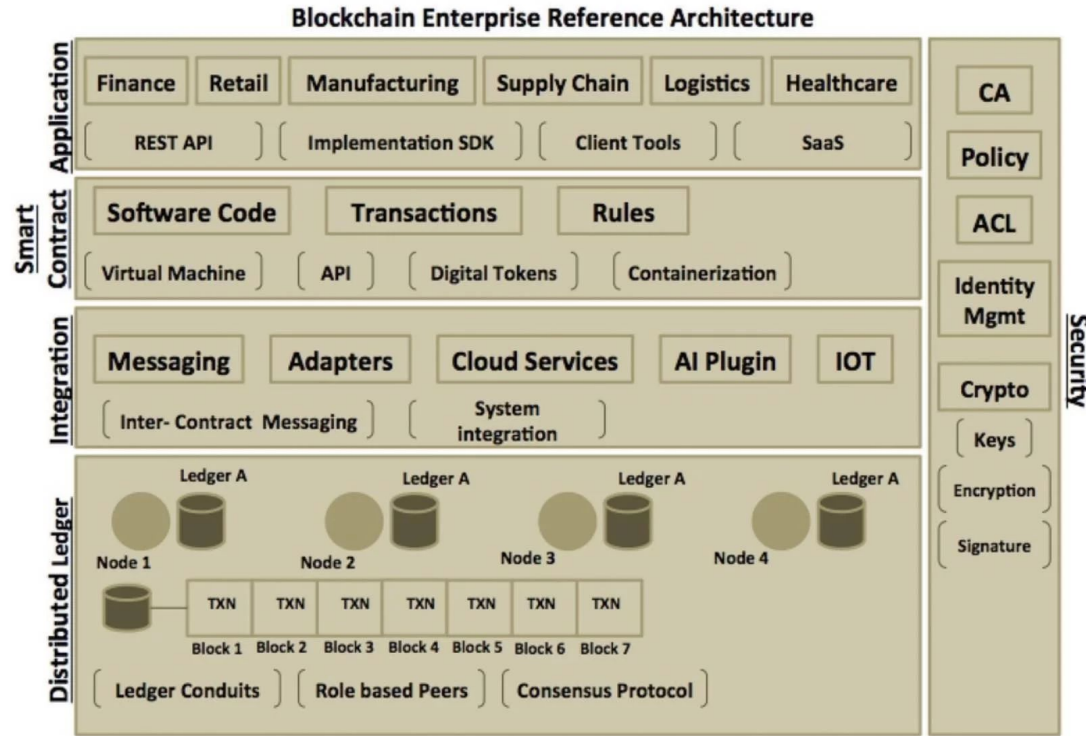 Blockchain Enterprise Reference Architecture
Application
Finance Retail Manufacturing Supply Chain Logistics Healthcare
REST API Implementation SDK Client Tools SaaS
Smart
Contract
Software Code Transactions Rules
Virtual Machine API Digital Tokens Containerization
Integration
Messaging Adapters Cloud Services AI Plugin IOT
Inter- Contract Messaging
System
integration
Distributed Ledger
Ledger A Ledger A Ledger A Ledger A
Node 1 Node 2 Node 3 Node 4
TXN TXN TXN TXN TXN TXN TXN
Block 1 Block 2 Block 3 Block 4 Block 5 Block 6 Block 7
Ledger Conduits Role based Peers Consensus Protocol
Security
CA
Policy
ACL
Identity
Mgmt
Crypto
Keys
Encryption
Signature